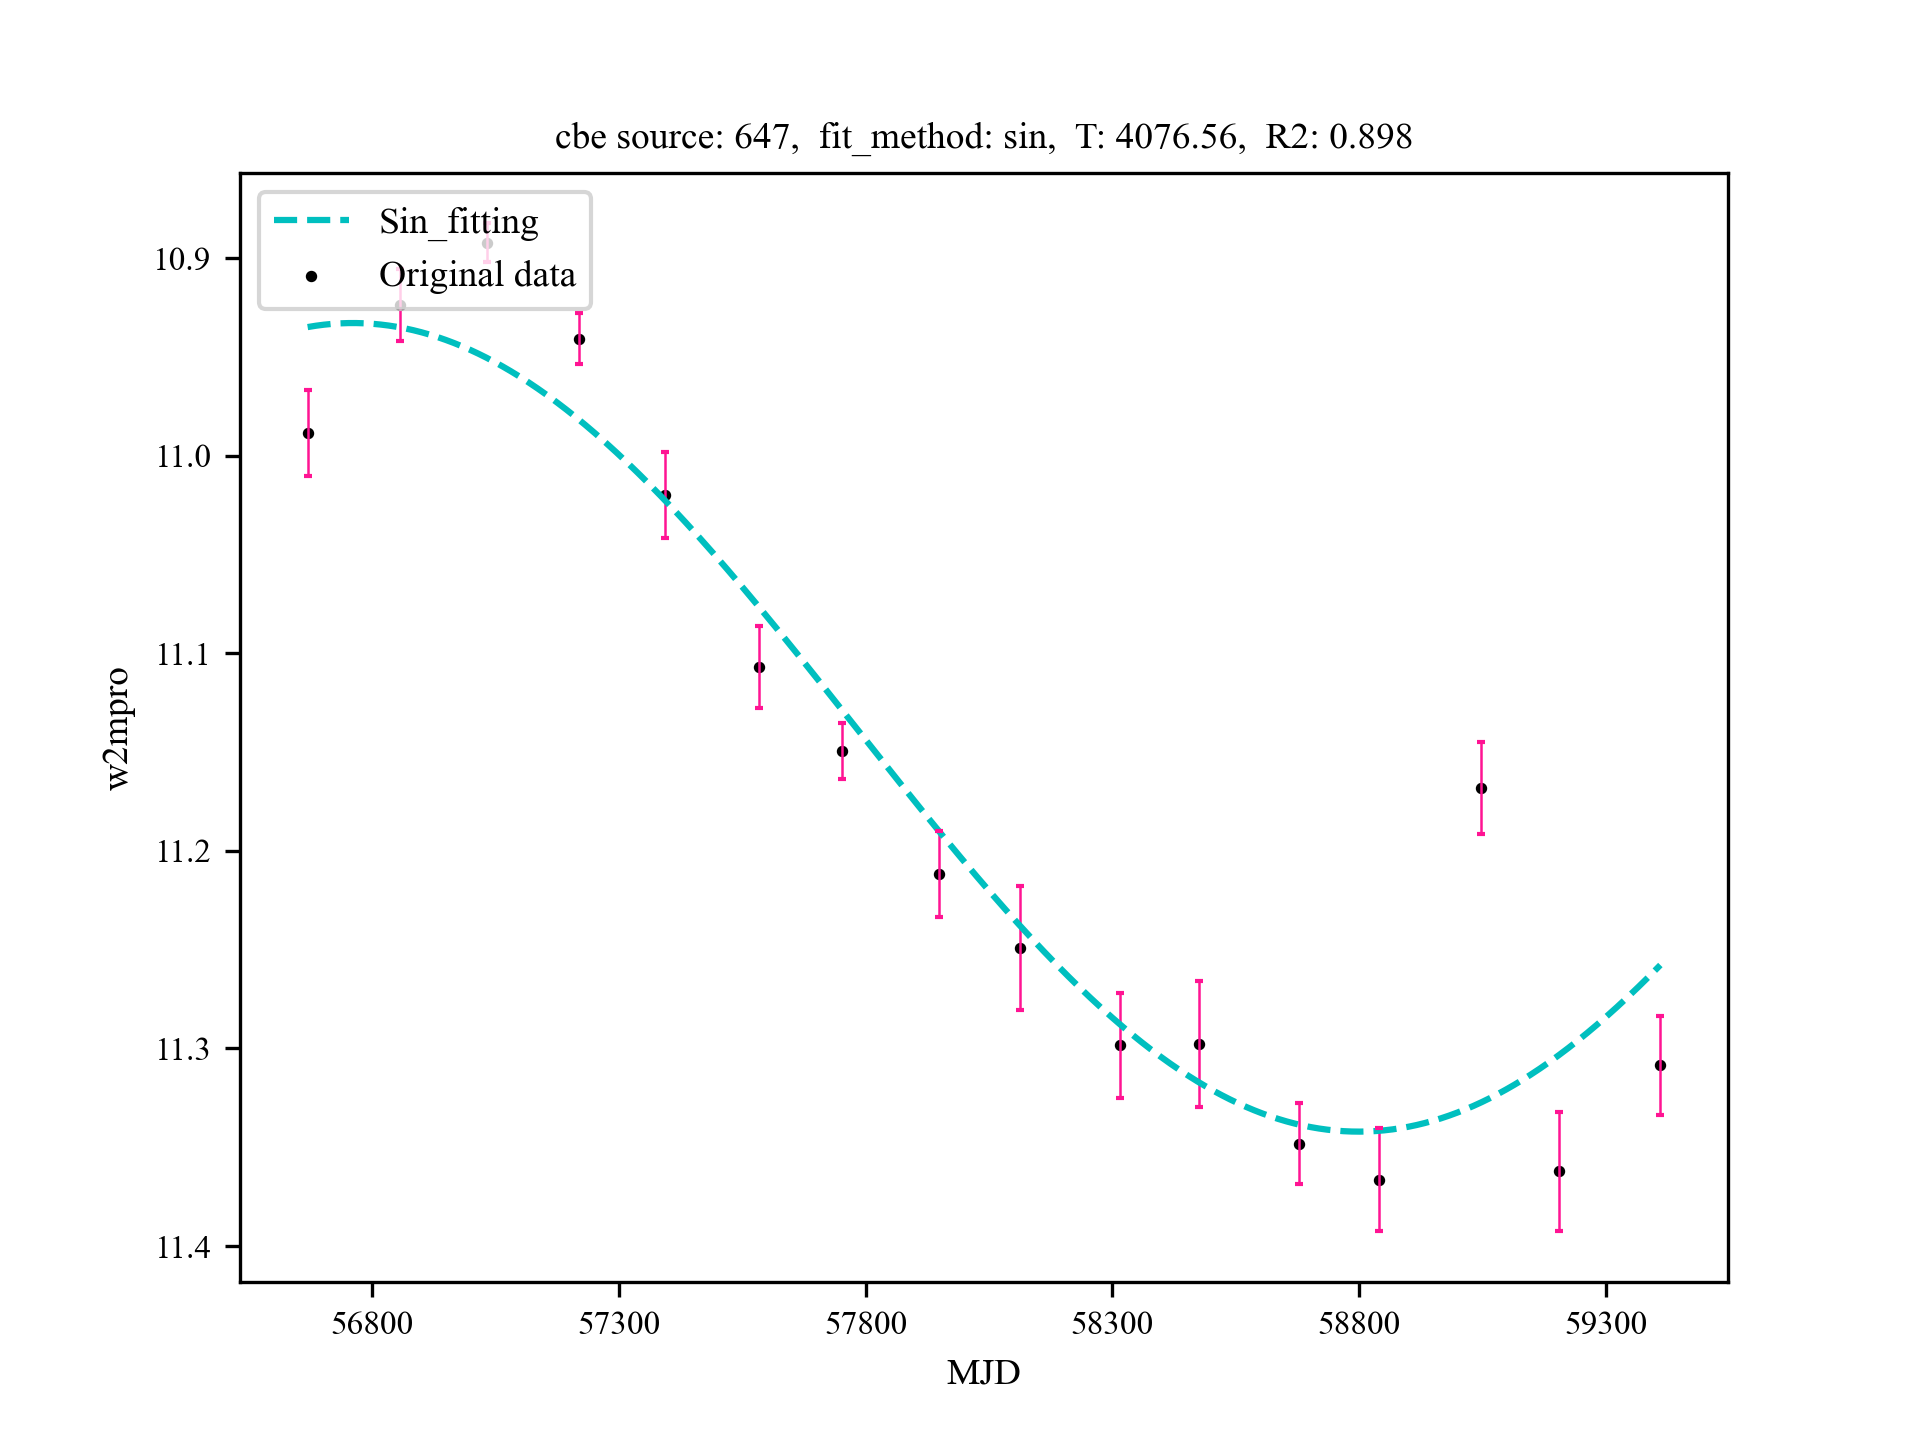 cbe source: 647,  fit_method: sin,  T: 4076.56,  R2: 0.898
Sin_fitting
Original data
10.9
11.0
11.1
11.2
11.3
11.4
w2mpro
56800 57300 57800 58300 58800 59300
MJD